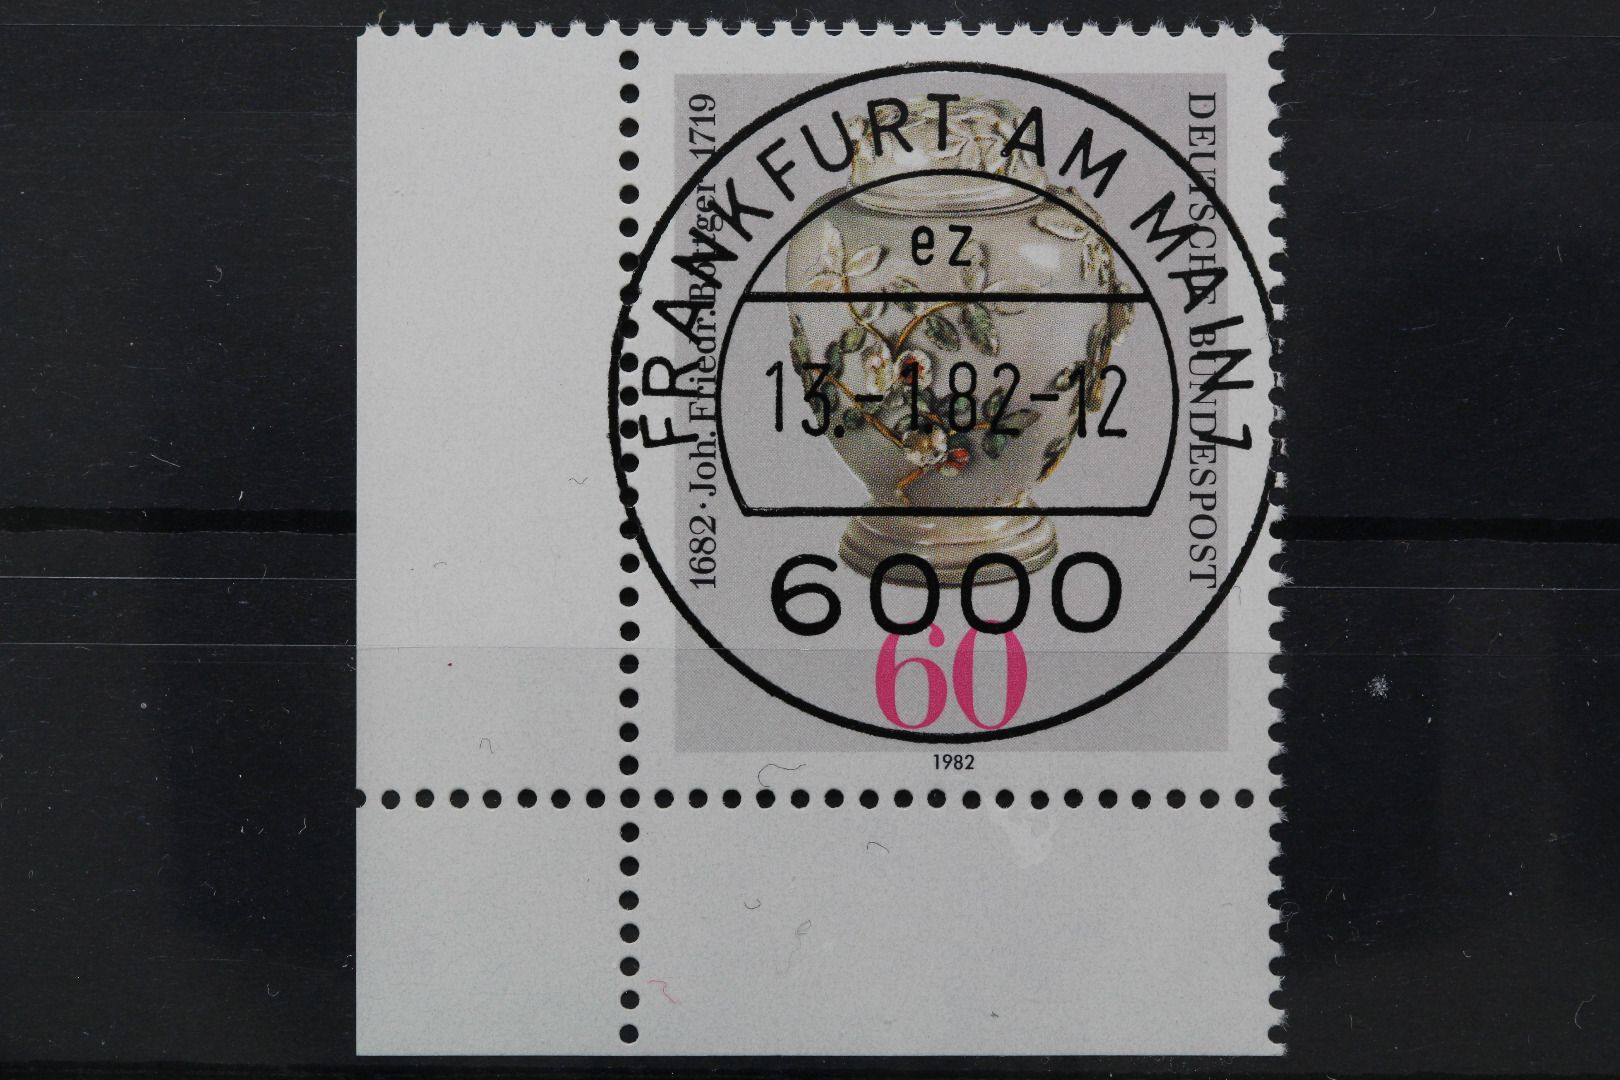 FRANKFURT AM MAIN 1
ez
13.-1.82-12
6000
1682 · Joh. Friedr. Böttger 1719
DEUTSCHE BUNDESPOST
60
1982